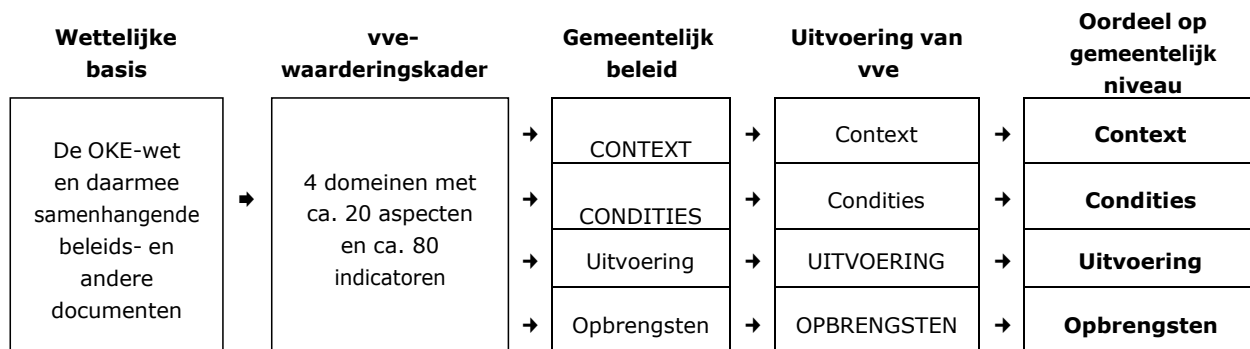 Wettelijke
basis
vve-
waarderingskader
Gemeentelijk
beleid
Uitvoering van
vve
Oordeel op
gemeentelijk
niveau
De OKE-wet
en daarmee
samenhangende
beleids- en
andere
documenten
4 domeinen met
ca. 20 aspecten
en ca. 80
indicatoren
CONTEXT
Context
Context
CONDITIES
Condities
Condities
Uitvoering
UITVOERING
Uitvoering
Opbrengsten
OPBRENGSTEN
Opbrengsten